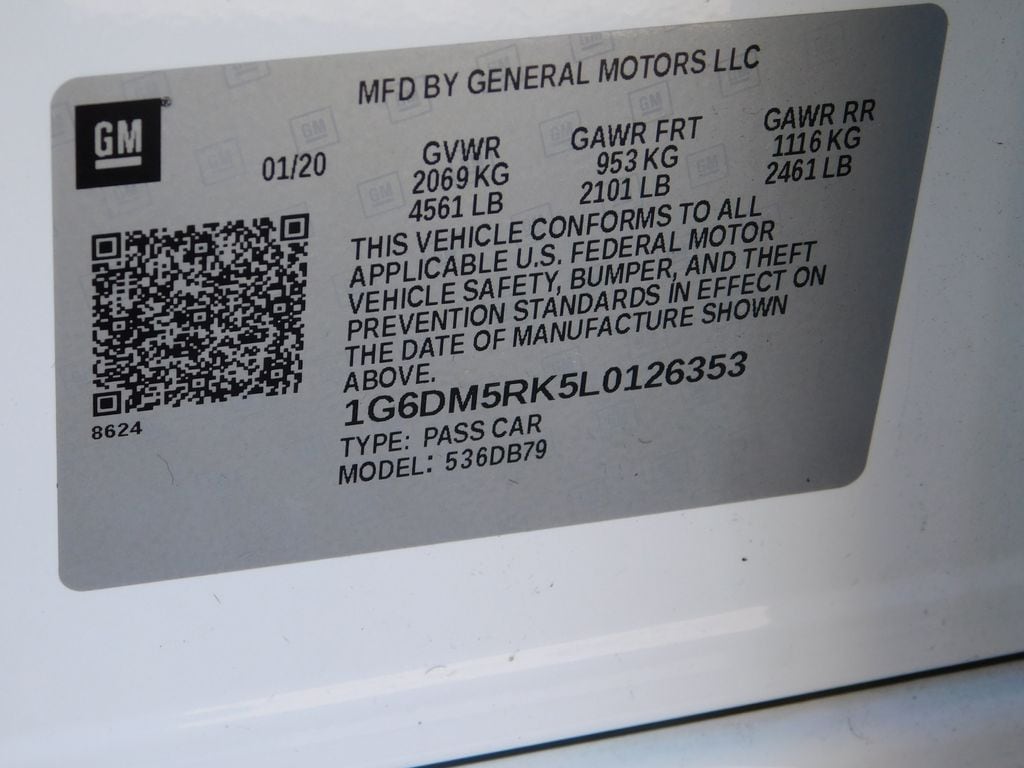 MFD BY GENERAL MOTORS LLC
GM
01/20
GVWR
2069 KG
4561 LB
GAWR FRT
953 KG
2101 LB
GAWR RR
1116 KG
2461 LB
THIS VEHICLE CONFORMS TO ALL
APPLICABLE U.S. FEDERAL MOTOR
VEHICLE SAFETY, BUMPER, AND THEFT
PREVENTION STANDARDS IN EFFECT ON
THE DATE OF MANUFACTURE SHOWN
ABOVE.
1G6DM5RK5L0126353
TYPE: PASS CAR
MODEL: 536DB79
8624